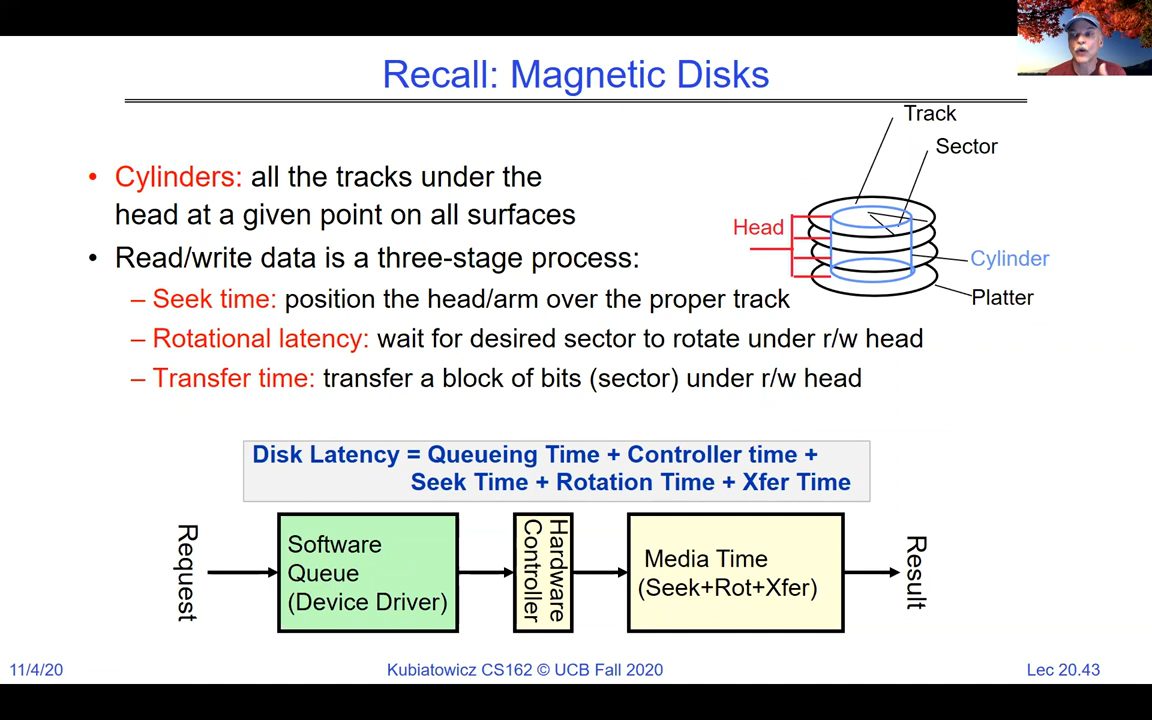 Recall: Magnetic Disks
Track
Sector
Head
Cylinder
Platter
• Cylinders: all the tracks under the
head at a given point on all surfaces
• Read/write data is a three-stage process:
– Seek time: position the head/arm over the proper track
– Rotational latency: wait for desired sector to rotate under r/w head
– Transfer time: transfer a block of bits (sector) under r/w head
Disk Latency = Queueing Time + Controller time +
Seek Time + Rotation Time + Xfer Time
Request
Software
Queue
(Device Driver)
Hardware
Controller
Media Time
(Seek+Rot+Xfer)
Result
11/4/20
Kubiatowicz CS162 © UCB Fall 2020
Lec 20.43